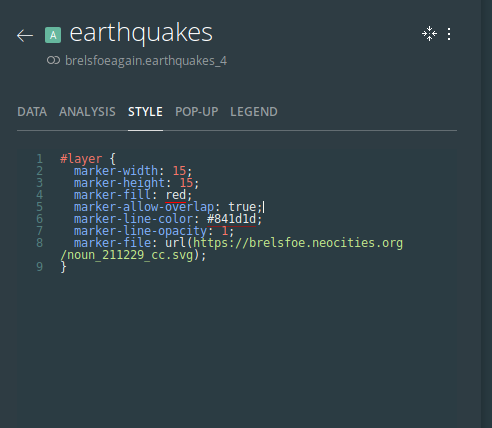 A earthquakes
brelsfoeagain.earthquakes_4
DATA ANALYSIS STYLE POP-UP LEGEND
1 #layer {
2 marker-width: 15;
3 marker-height: 15;
4 marker-fill: red;
5 marker-allow-overlap: true;
6 marker-line-color: #841d1d;
7 marker-line-opacity: 1;
8 marker-file: url(https://brelsfoe.neocities.org
/noun_211229_cc.svg);
9 }